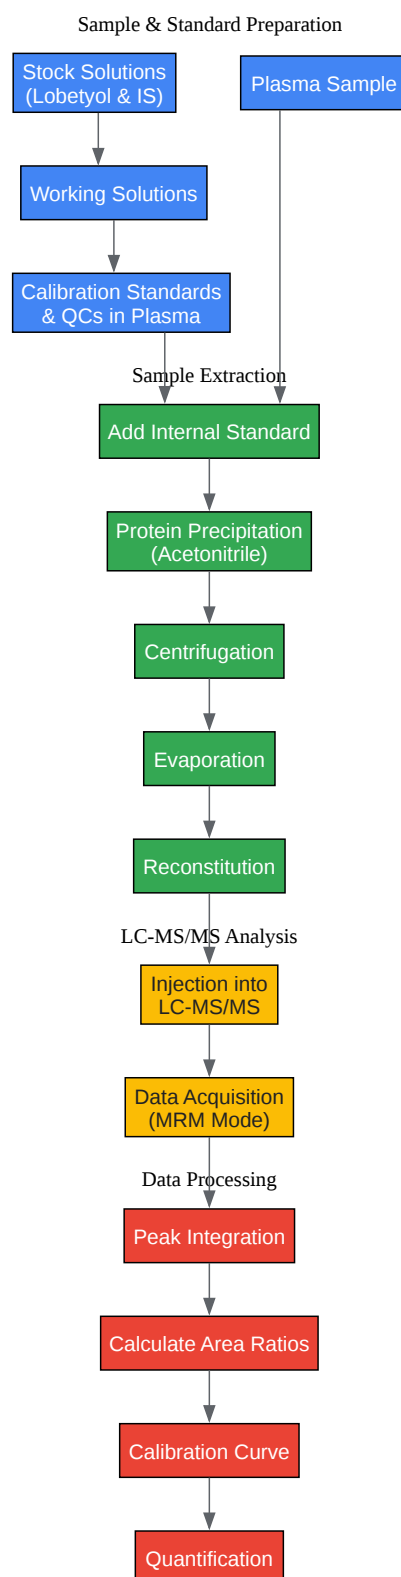 Sample & Standard Preparation
Stock Solutions
(Lobetyol & IS)
Plasma Sample
Working Solutions
Calibration Standards
& QCs in Plasma
Sample Extraction
Add Internal Standard
Protein Precipitation
(Acetonitrile)
Centrifugation
Evaporation
Reconstitution
LC-MS/MS Analysis
Injection into
LC-MS/MS
Data Acquisition
(MRM Mode)
Data Processing
Peak Integration
Calculate Area Ratios
Calibration Curve
Quantification